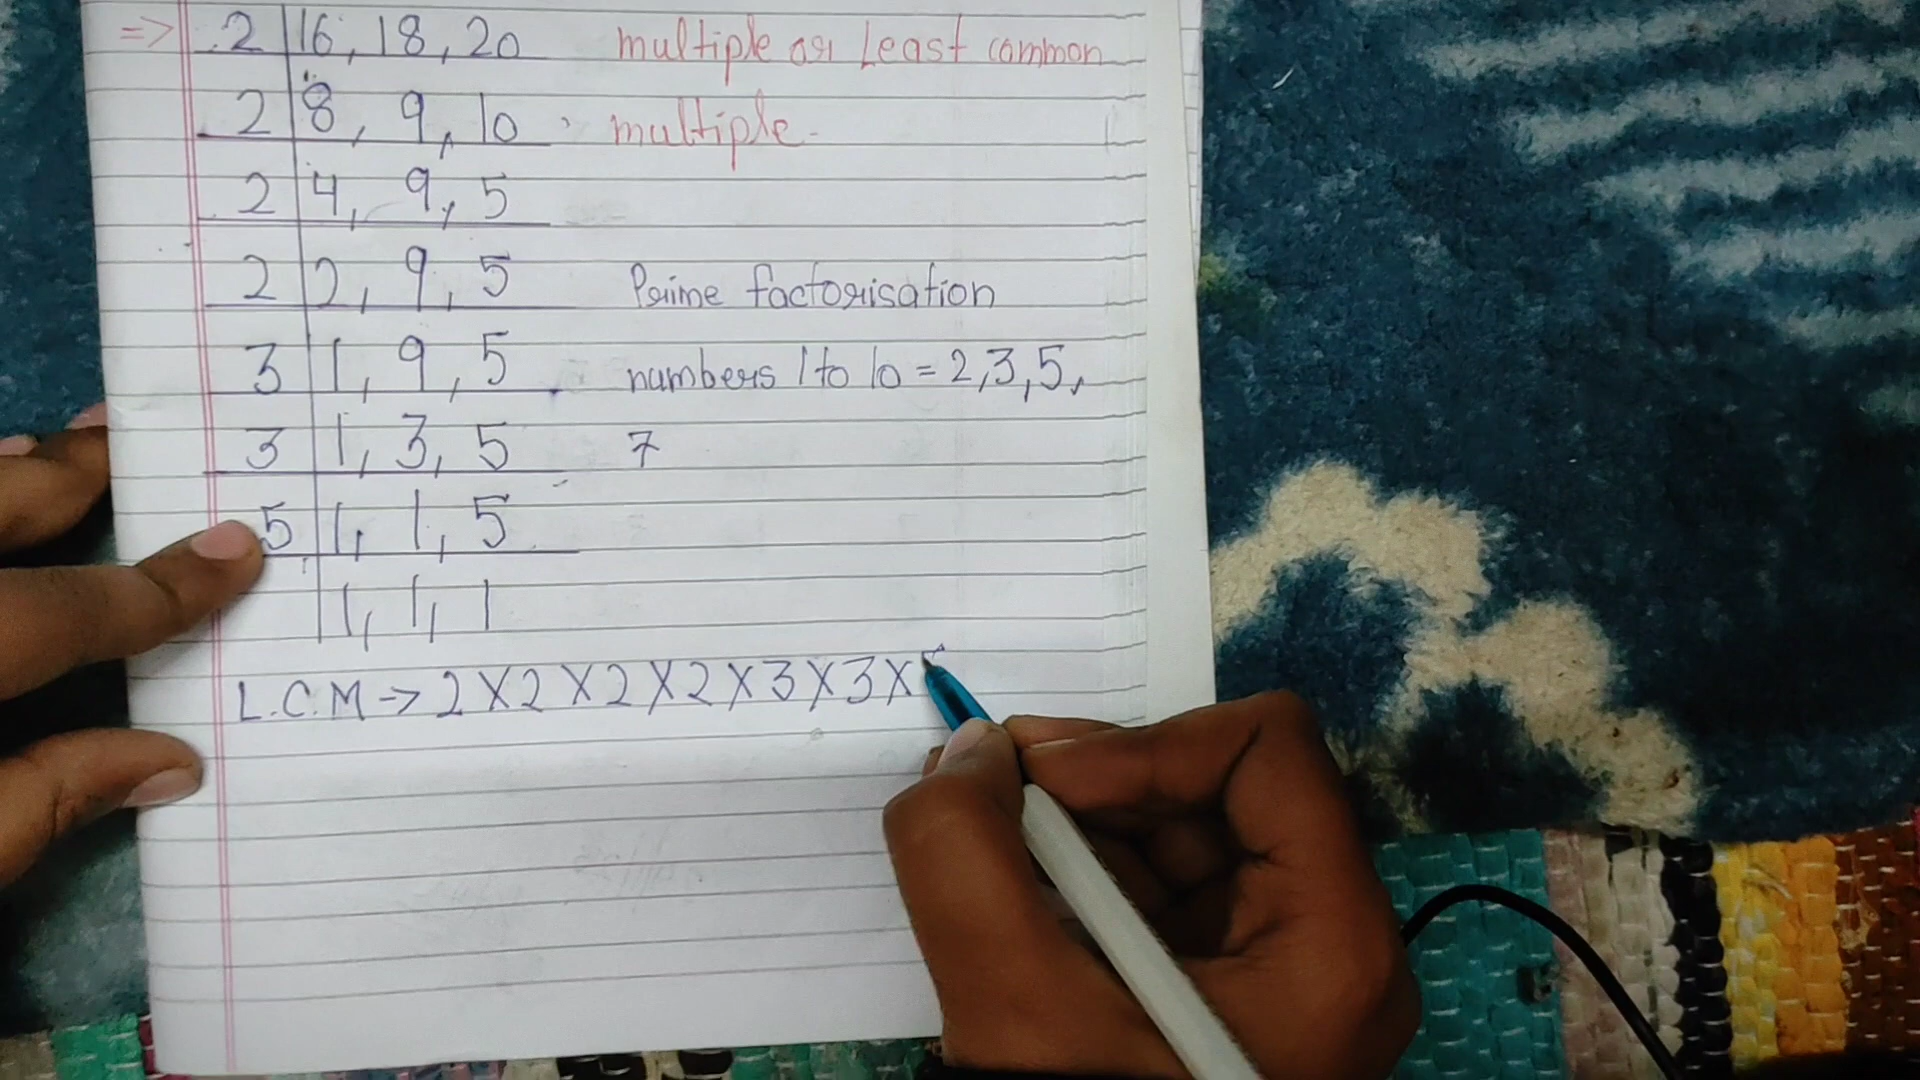 => 2 | 16, 18, 20 multiple or Least common
2 | 8, 9, 10 multiple
2 | 4, 9, 5
2 | 2, 9, 5 Prime factorisation
3 | 1, 9, 5 numbers 1 to 10 = 2, 3, 5,
3 | 1, 3, 5 7
5 | 1, 1, 5
| 1, 1, 1
L.C.M -> 2 X 2 X 2 X 2 X 3 X 3 X